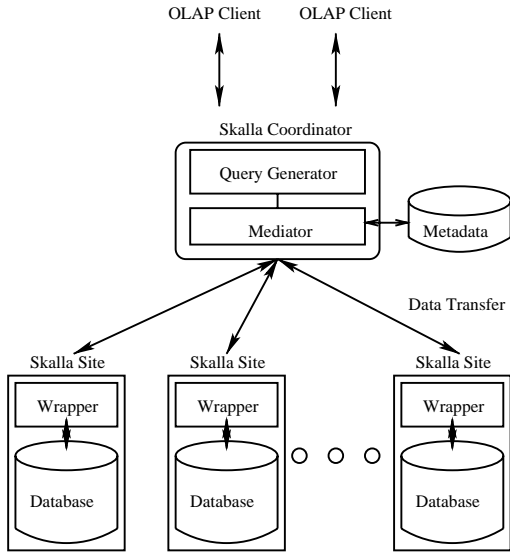 OLAP Client
OLAP Client
Skalla Coordinator
Query Generator
Mediator
Metadata
Data Transfer
Skalla Site
Skalla Site
Skalla Site
Wrapper
Wrapper
Wrapper
Database
Database
Database